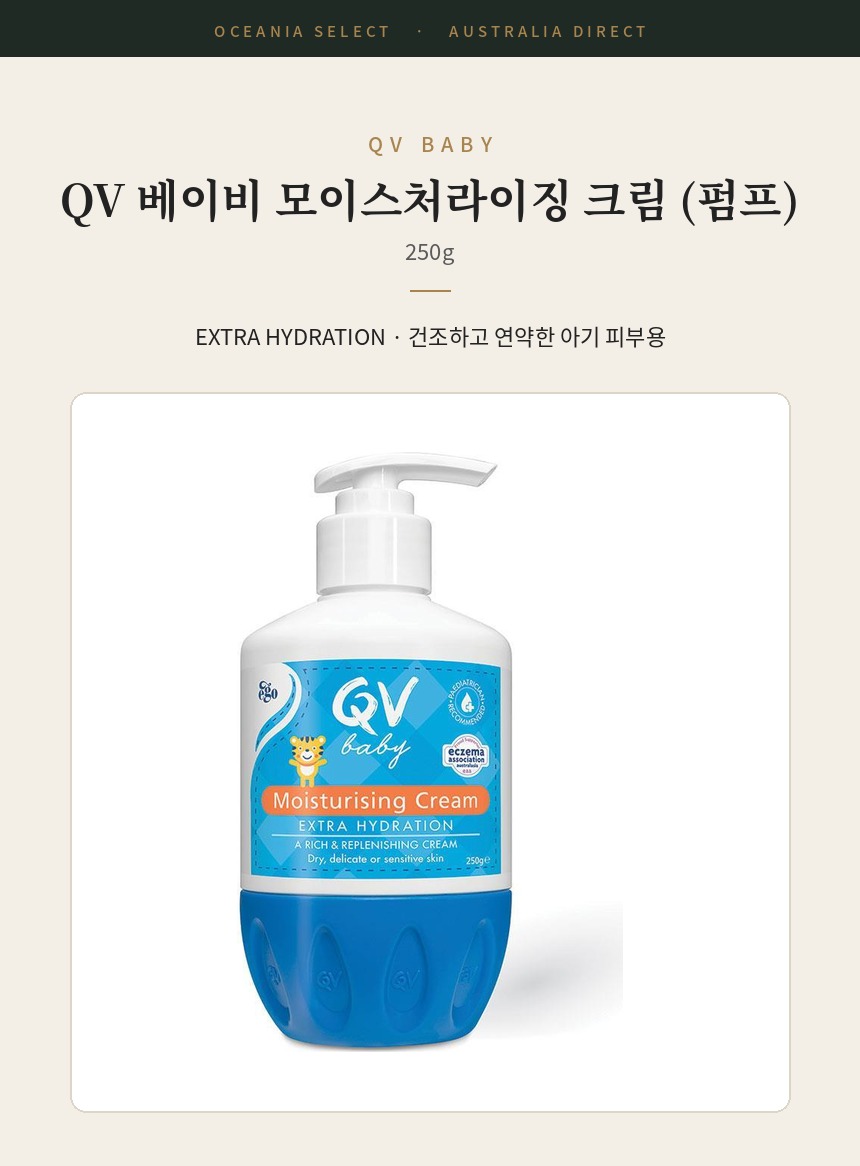 OCEANIA SELECT · AUSTRALIA DIRECT
QV BABY
QV 베이비 모이스처라이징 크림 (펌프)
250g
EXTRA HYDRATION · 건조하고 연약한 아기 피부용
ego
QV
baby
PAEDIATRICIAN RECOMMENDED
eczema
association
australasia
Moisturising Cream
EXTRA HYDRATION
A RICH & REPLENISHING CREAM
Dry, delicate or sensitive skin
250g℮
QV
QV